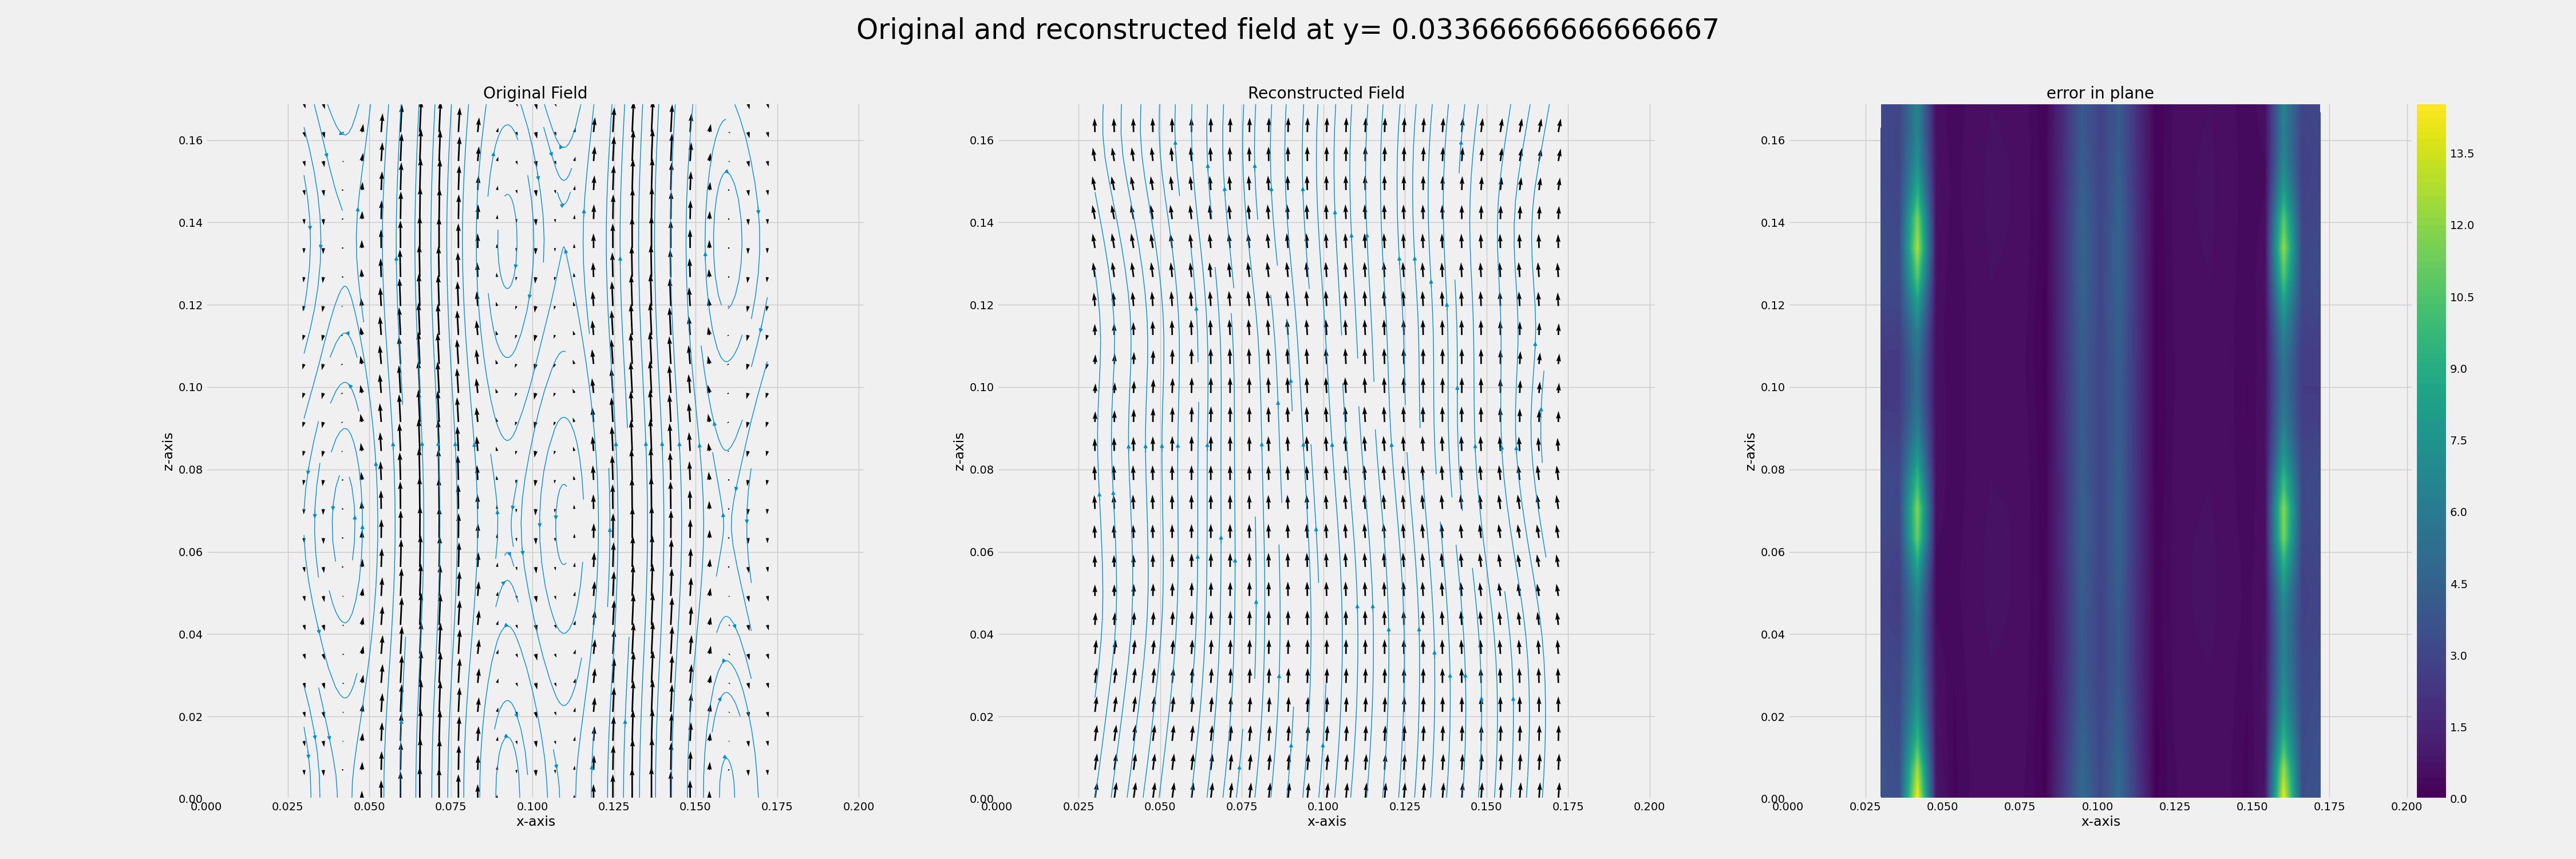 Original and reconstructed field at y= 0.03366666666666667
Original Field
z-axis
0.16
0.14
0.12
0.10
0.08
0.06
0.04
0.02
0.00
0.000 0.025 0.050 0.075 0.100 0.125 0.150 0.175 0.200
x-axis
Reconstructed Field
z-axis
0.16
0.14
0.12
0.10
0.08
0.06
0.04
0.02
0.00
0.000 0.025 0.050 0.075 0.100 0.125 0.150 0.175 0.200
x-axis
error in plane
z-axis
0.16
0.14
0.12
0.10
0.08
0.06
0.04
0.02
0.00
0.000 0.025 0.050 0.075 0.100 0.125 0.150 0.175 0.200
x-axis
13.5
12.0
10.5
9.0
7.5
6.0
4.5
3.0
1.5
0.0